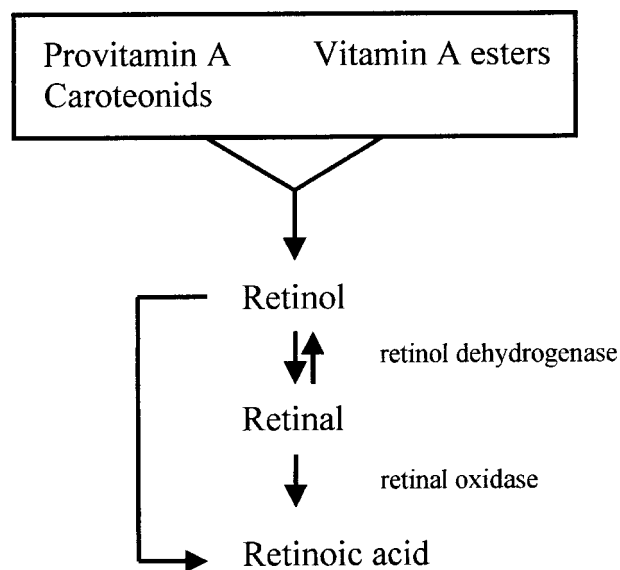 Provitamin A Vitamin A esters
Caroteonids
Retinol
retinol dehydrogenase
Retinal
retinal oxidase
Retinoic acid